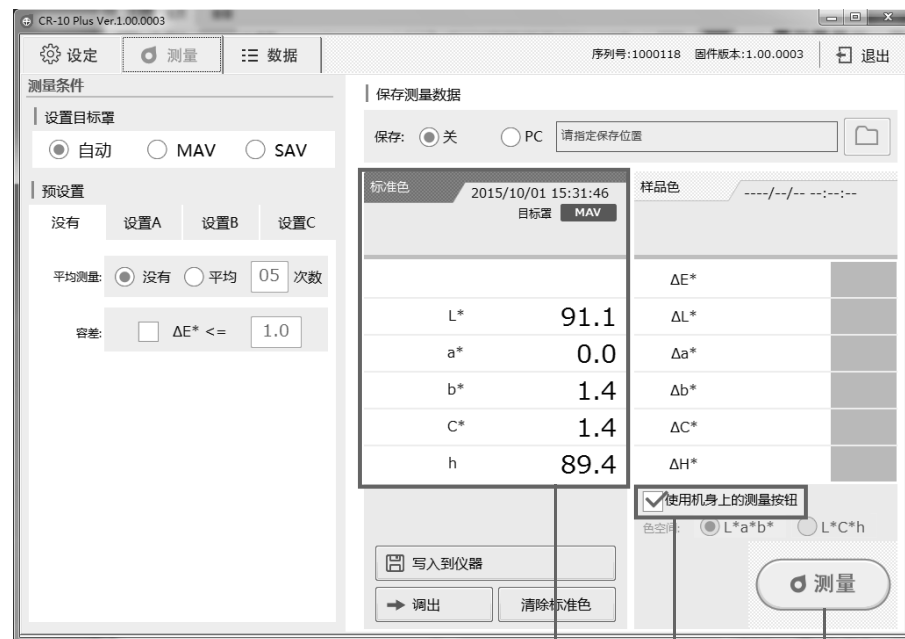 CR-10 Plus Ver.1.00.0003
设定 测量 数据 序列号:1000118 固件版本:1.00.0003 退出
测量条件
设置目标罩
自动 MAV SAV
预设置
没有 设置A 设置B 设置C
平均测量: 没有 平均 05 次数
容差: ΔE* <= 1.0
保存测量数据
保存: 关 PC 请指定保存位置
标准色 2015/10/01 15:31:46
目标罩 MAV
L* 91.1
a* 0.0
b* 1.4
C* 1.4
h 89.4
样品色 ----/--/-- --:--:--
ΔE*
ΔL*
Δa*
Δb*
ΔC*
ΔH*
使用机身上的测量按钮
色空间: L*a*b* L*C*h
写入到仪器
调出 清除标准色
测量